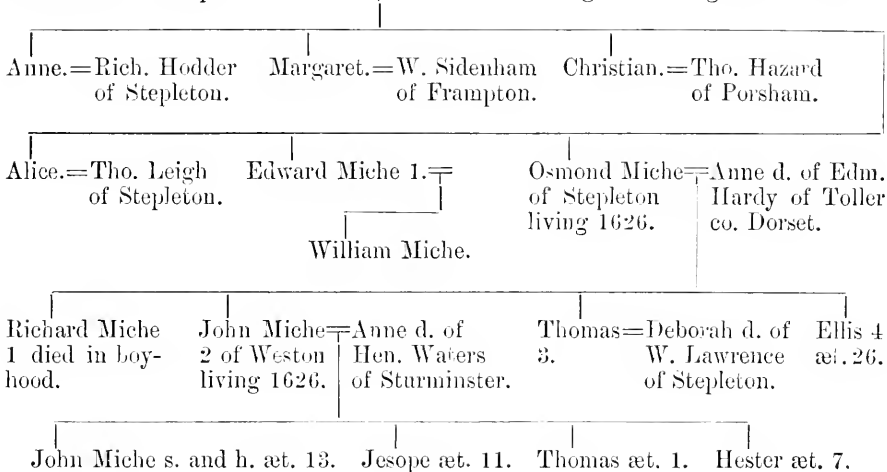 Anne.=Rich. Hodder of Stepleton.
Margaret.=W. Sidenham of Frampton.
Christian.=Tho. Hazard of Porsham.
Alice.=Tho. Leigh of Stepleton.
Edward Miche 1.=
William Miche.
Osmond Miche of Stepleton living 1626.=Anne d. of Edm. Hardy of Toller co. Dorset.
Richard Miche 1 died in boyhood.
John Miche 2 of Weston living 1626.=Anne d. of Hen. Waters of Sturminster.
Thomas 3.=Deborah d. of W. Lawrence of Stepleton.
Ellis 4 æt. 26.
John Miche s. and h. æt. 13. Jesope æt. 11. Thomas æt. 1. Hester æt. 7.